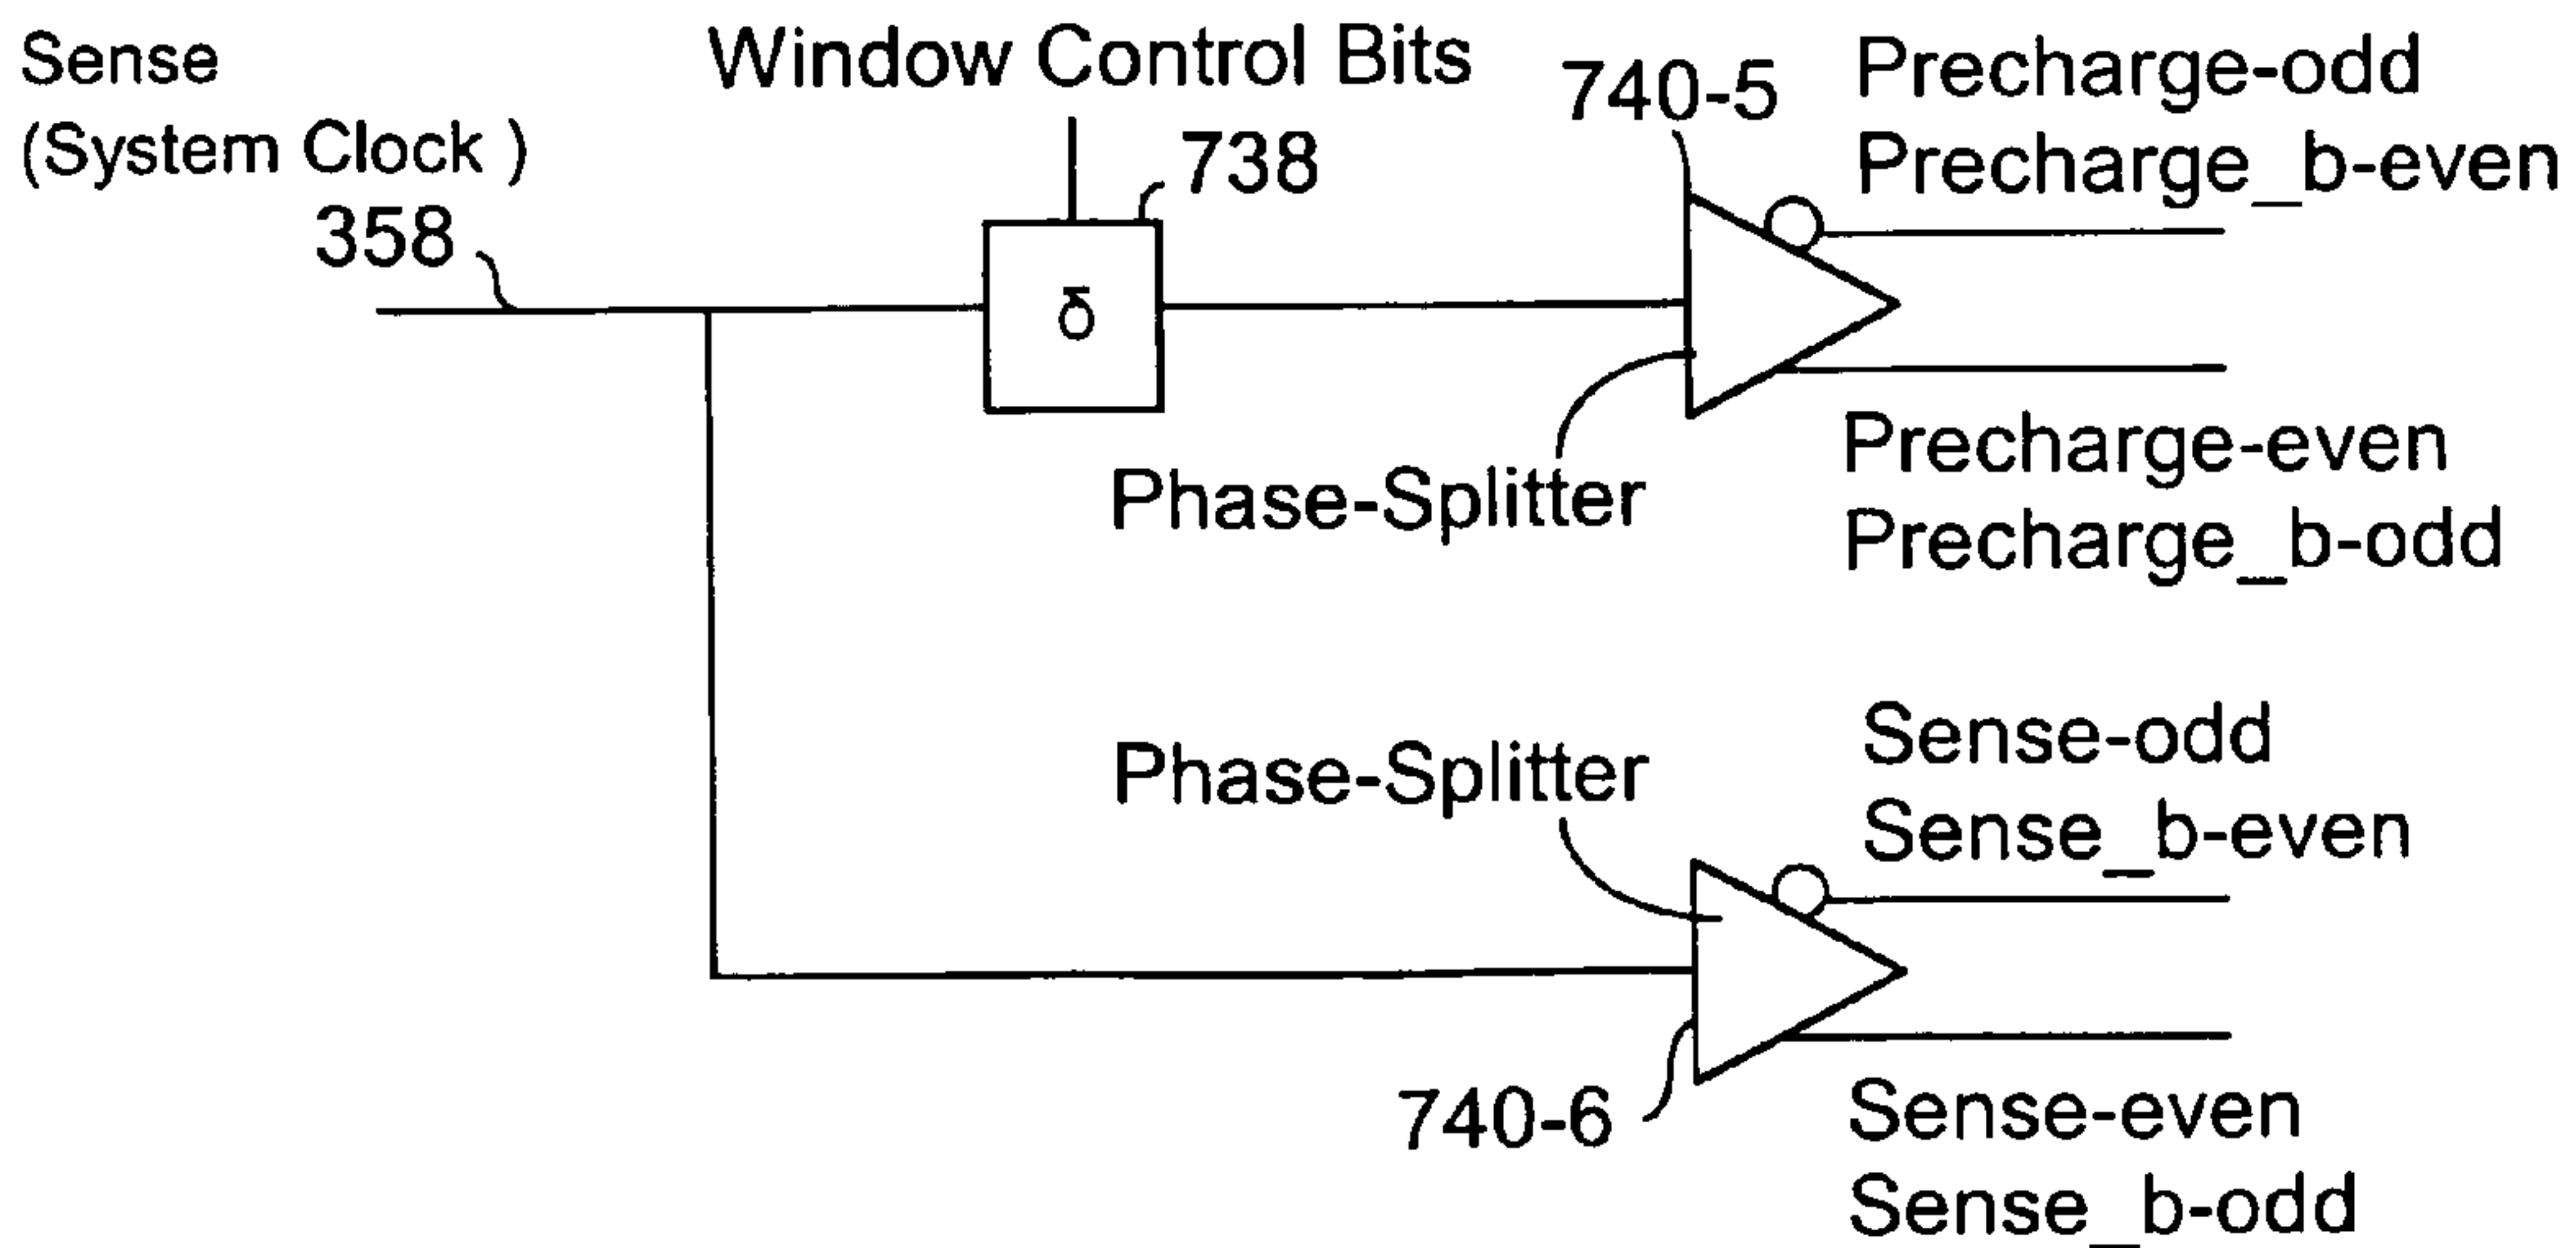 Sense
(System Clock )
358
Window Control Bits
738
δ
740-5
Precharge-odd
Precharge_b-even
Phase-Splitter
Precharge-even
Precharge_b-odd
Phase-Splitter
Sense-odd
Sense_b-even
740-6
Sense-even
Sense_b-odd